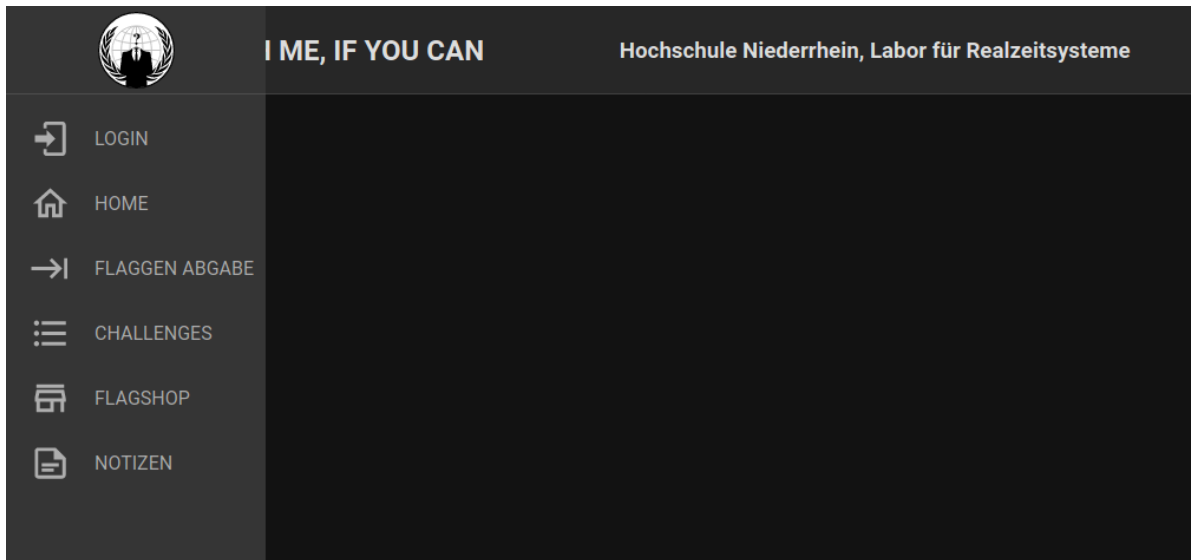 I ME, IF YOU CAN
Hochschule Niederrhein, Labor für Realzeitsysteme
LOGIN
HOME
FLAGGEN ABGABE
CHALLENGES
FLAGSHOP
NOTIZEN